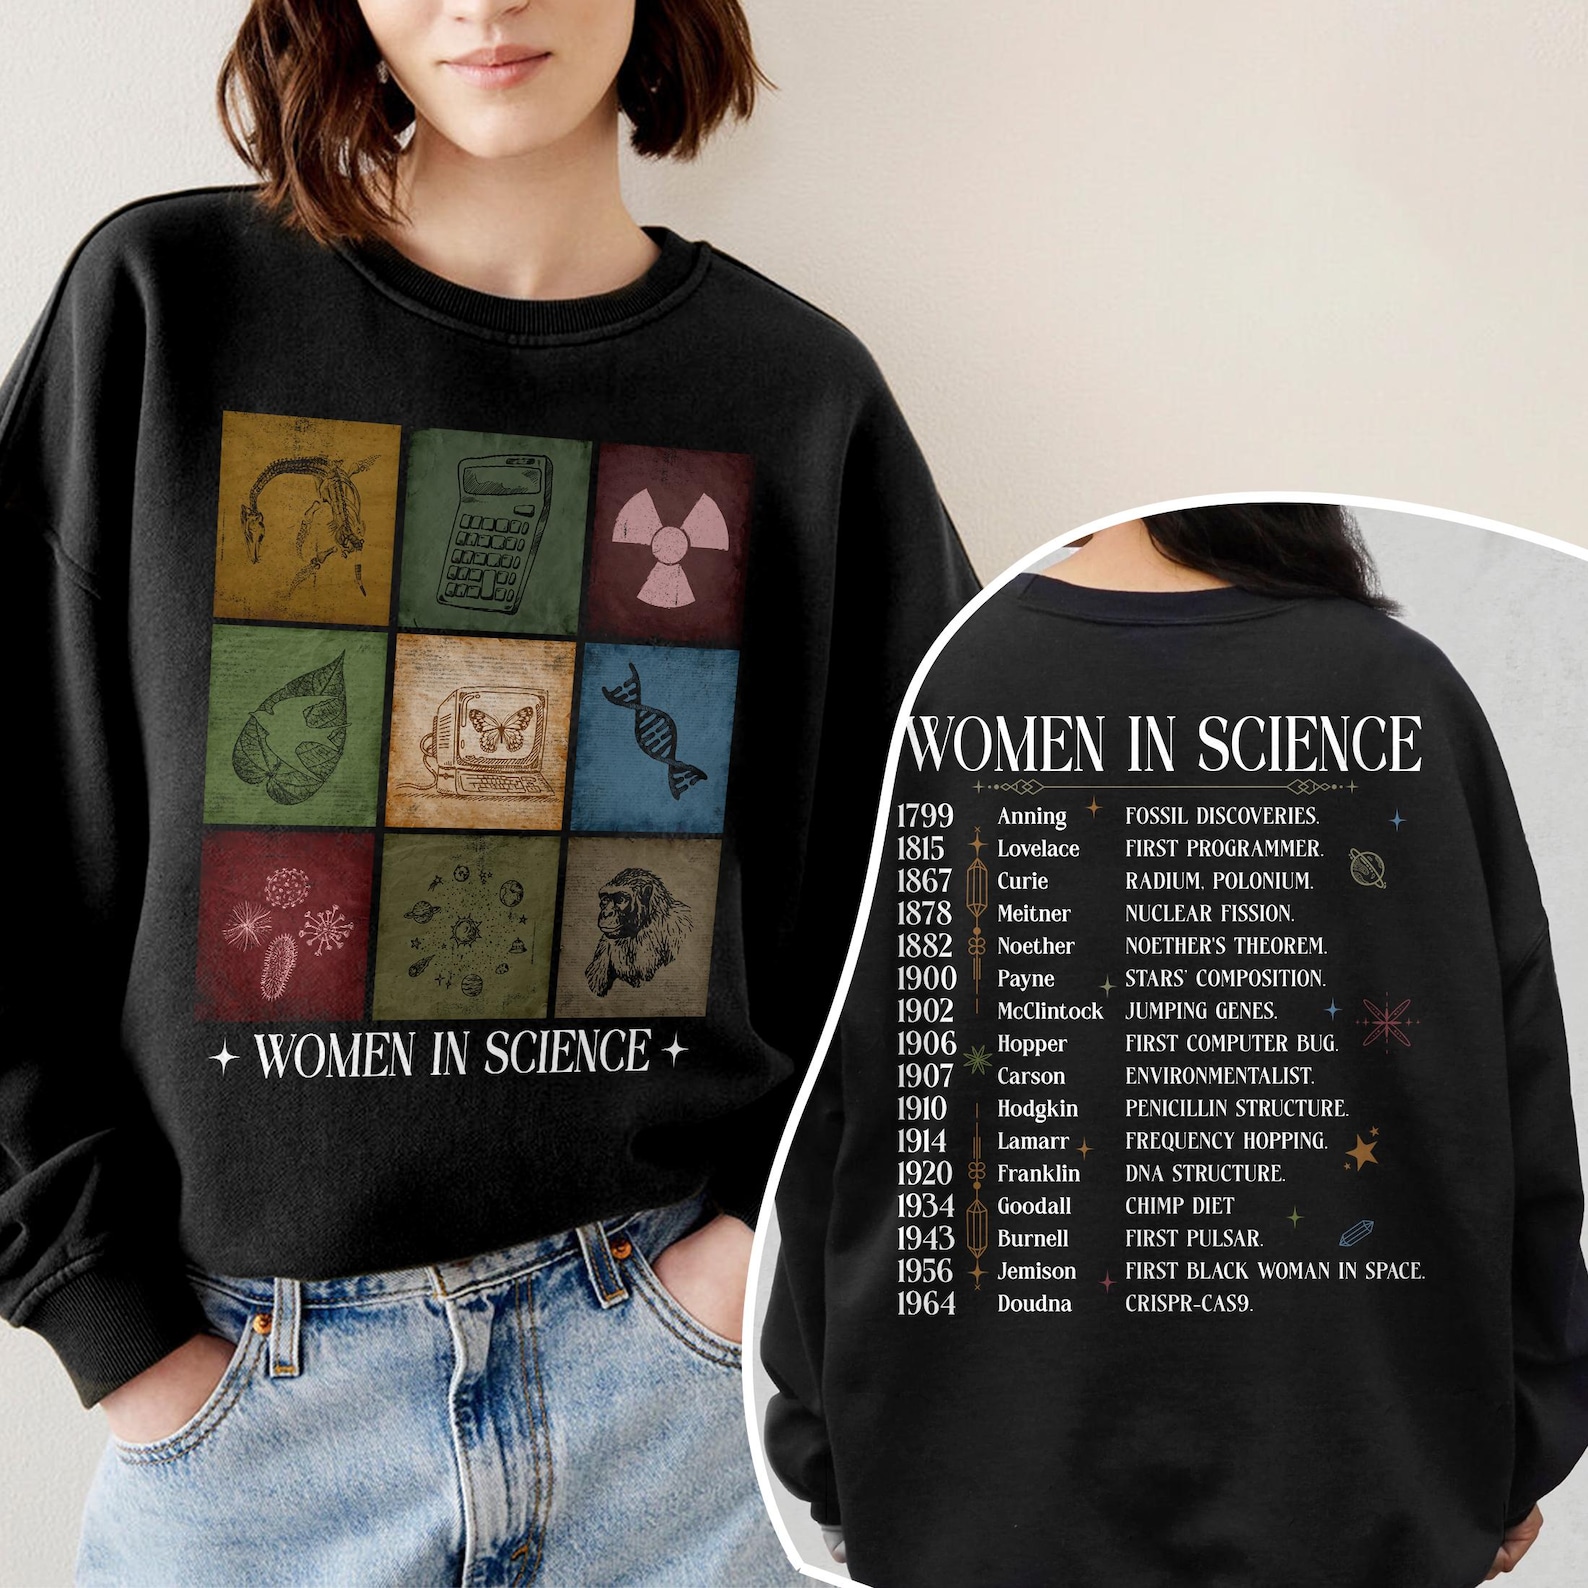 WOMEN IN SCIENCE
WOMEN IN SCIENCE
1799 Anning FOSSIL DISCOVERIES.
1815 Lovelace FIRST PROGRAMMER.
1867 Curie RADIUM, POLONIUM.
1878 Meitner NUCLEAR FISSION.
1882 Noether NOETHER'S THEOREM.
1900 Payne STARS' COMPOSITION.
1902 McClintock JUMPING GENES.
1906 Hopper FIRST COMPUTER BUG.
1907 Carson ENVIRONMENTALIST.
1910 Hodgkin PENICILLIN STRUCTURE.
1914 Lamarr FREQUENCY HOPPING.
1920 Franklin DNA STRUCTURE.
1934 Goodall CHIMP DIET
1943 Burnell FIRST PULSAR.
1956 Jemison FIRST BLACK WOMAN IN SPACE.
1964 Doudna CRISPR-CAS9.